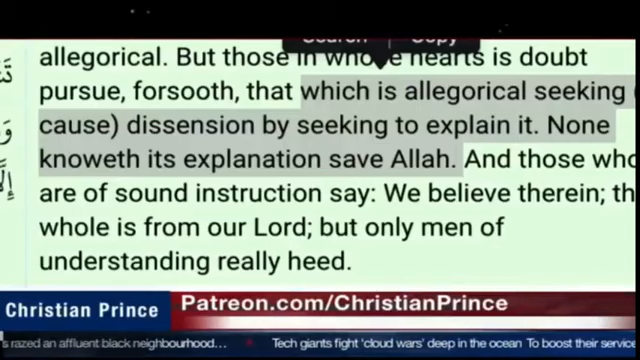 Search Copy
allegorical. But those in whose hearts is doubt
pursue, forsooth, that which is allegorical seeking
cause) dissension by seeking to explain it. None
knoweth its explanation save Allah. And those who
are of sound instruction say: We believe therein; th
whole is from our Lord; but only men of
understanding really heed.
Christian Prince
Patreon.com/ChristianPrince
s razed an affluent black neighbourhood... Tech giants fight 'cloud wars' deep in the ocean To boost their service